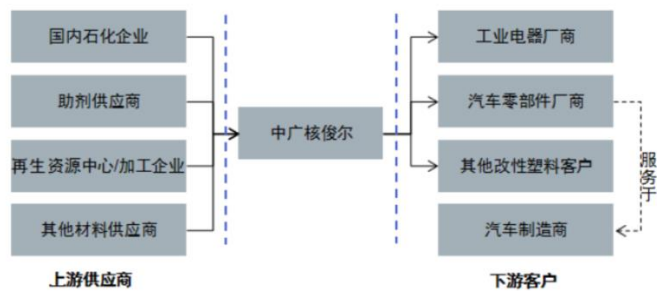 国内石化企业
助剂供应商
再生资源中心/加工企业
其他材料供应商
上游供应商
中广核俊尔
工业电器厂商
汽车零部件厂商
其他改性塑料客户
汽车制造商
服务于
下游客户